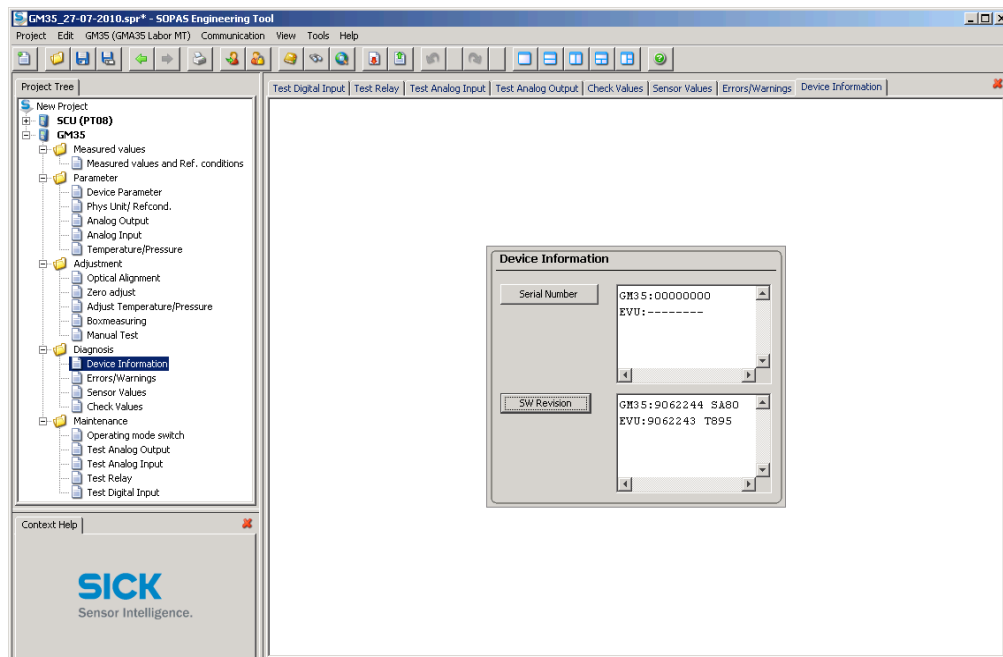 GM35_27-07-2010.spr* - SOPAS Engineering Tool
Project Edit GM35 (GMA35 Labor MT) Communication View Tools Help
Project Tree
Test Digital Input Test Relay Test Analog Input Test Analog Output Check Values Sensor Values Errors/Warnings Device Information
New Project
SCU (PT08)
GM35
Measured values
Measured values and Ref. conditions
Parameter
Device Parameter
Phys Unit/ Refcond.
Analog Output
Analog Input
Temperature/Pressure
Adjustment
Optical Alignment
Zero adjust
Adjust Temperature/Pressure
Boxmeasuring
Manual Test
Diagnosis
Device Information
Errors/Warnings
Sensor Values
Check Values
Maintenance
Operating mode switch
Test Analog Output
Test Analog Input
Test Relay
Test Digital Input
Device Information
Serial Number
GM35:00000000
EVU:--------
SW Revision
GM35:9062244 SA80
EVU:9062243 T895
Context Help
SICK
Sensor Intelligence.